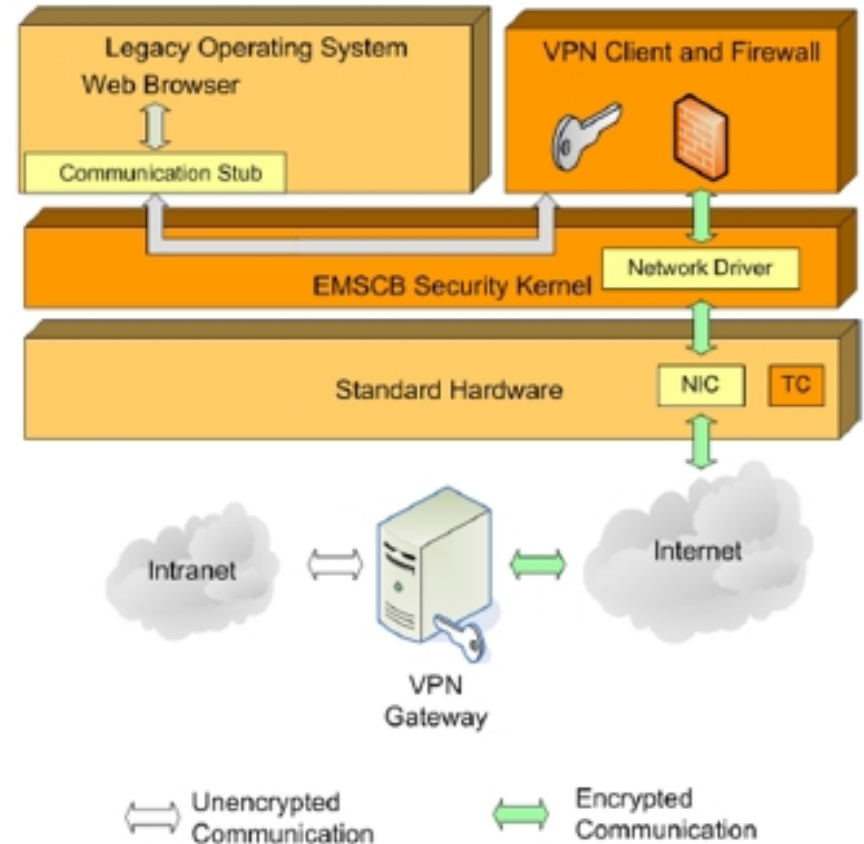 Legacy Operating System
Web Browser
Communication Stub
VPN Client and Firewall
EMSCB Security Kernel
Network Driver
Standard Hardware
NIC
TC
Intranet
Internet
VPN
Gateway
Unencrypted
Communication
Encrypted
Communication